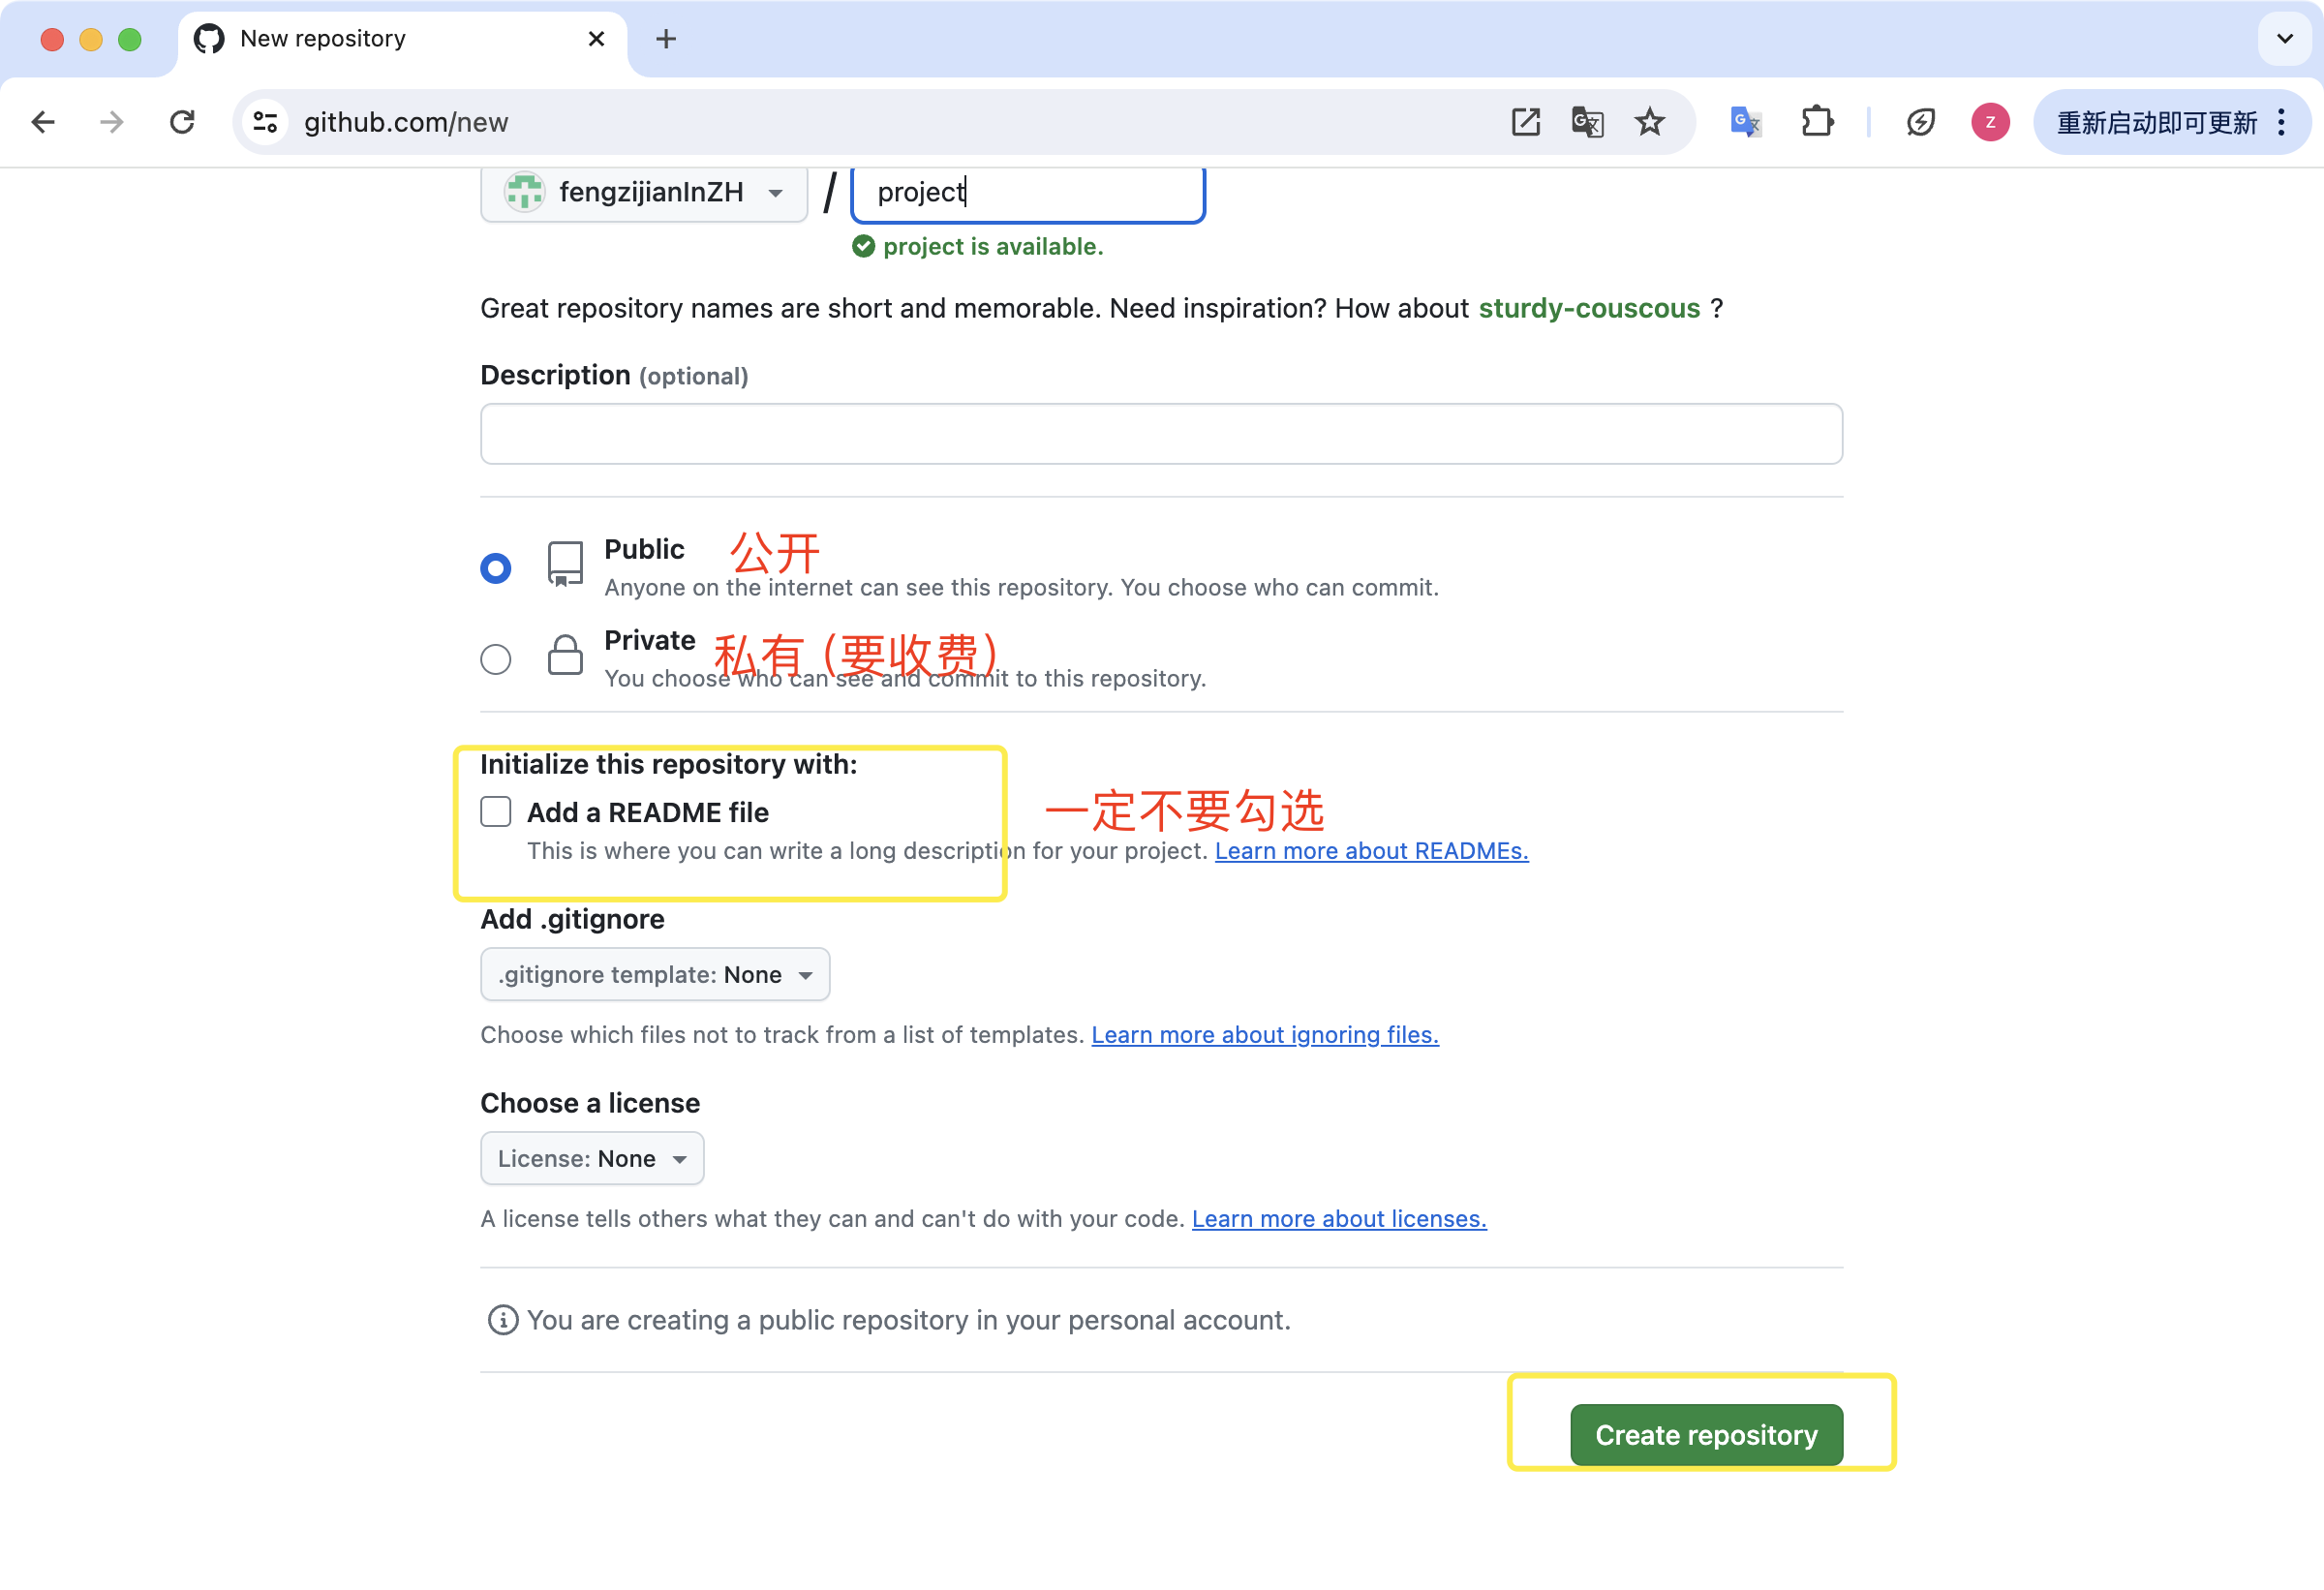 New repository
github.com/new
重新启动即可更新
z
fengzijianInZH / project
project is available.
Great repository names are short and memorable. Need inspiration? How about sturdy-couscous ?
Description (optional)
Public 公开
Anyone on the internet can see this repository. You choose who can commit.
Private 私有 (要收费)
You choose who can see and commit to this repository.
Initialize this repository with:
Add a README file 一定不要勾选
This is where you can write a long description for your project. Learn more about READMEs.
Add .gitignore
.gitignore template: None
Choose which files not to track from a list of templates. Learn more about ignoring files.
Choose a license
License: None
A license tells others what they can and can't do with your code. Learn more about licenses.
You are creating a public repository in your personal account.
Create repository